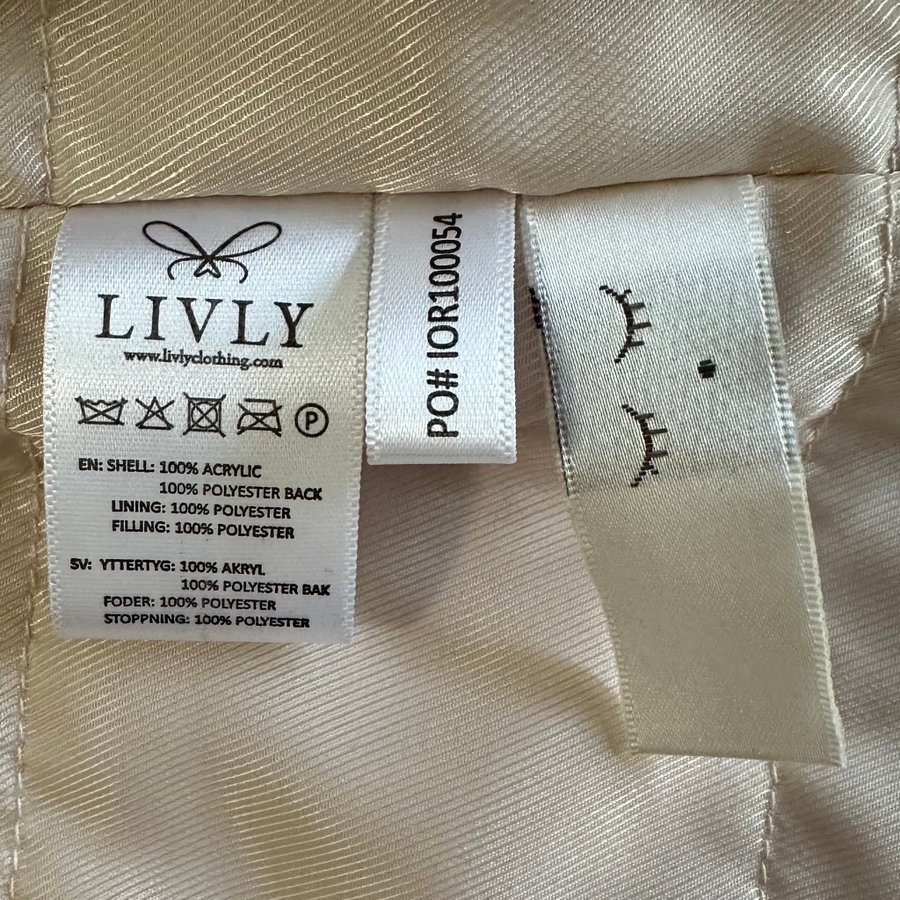 LIVLY
www.livlyclothing.com
P
EN: SHELL: 100% ACRYLIC
100% POLYESTER BACK
LINING: 100% POLYESTER
FILLING: 100% POLYESTER
SV: YTTERTYG: 100% AKRYL
100% POLYESTER BAK
FODER: 100% POLYESTER
STOPPNING: 100% POLYESTER
PO# IOR100054